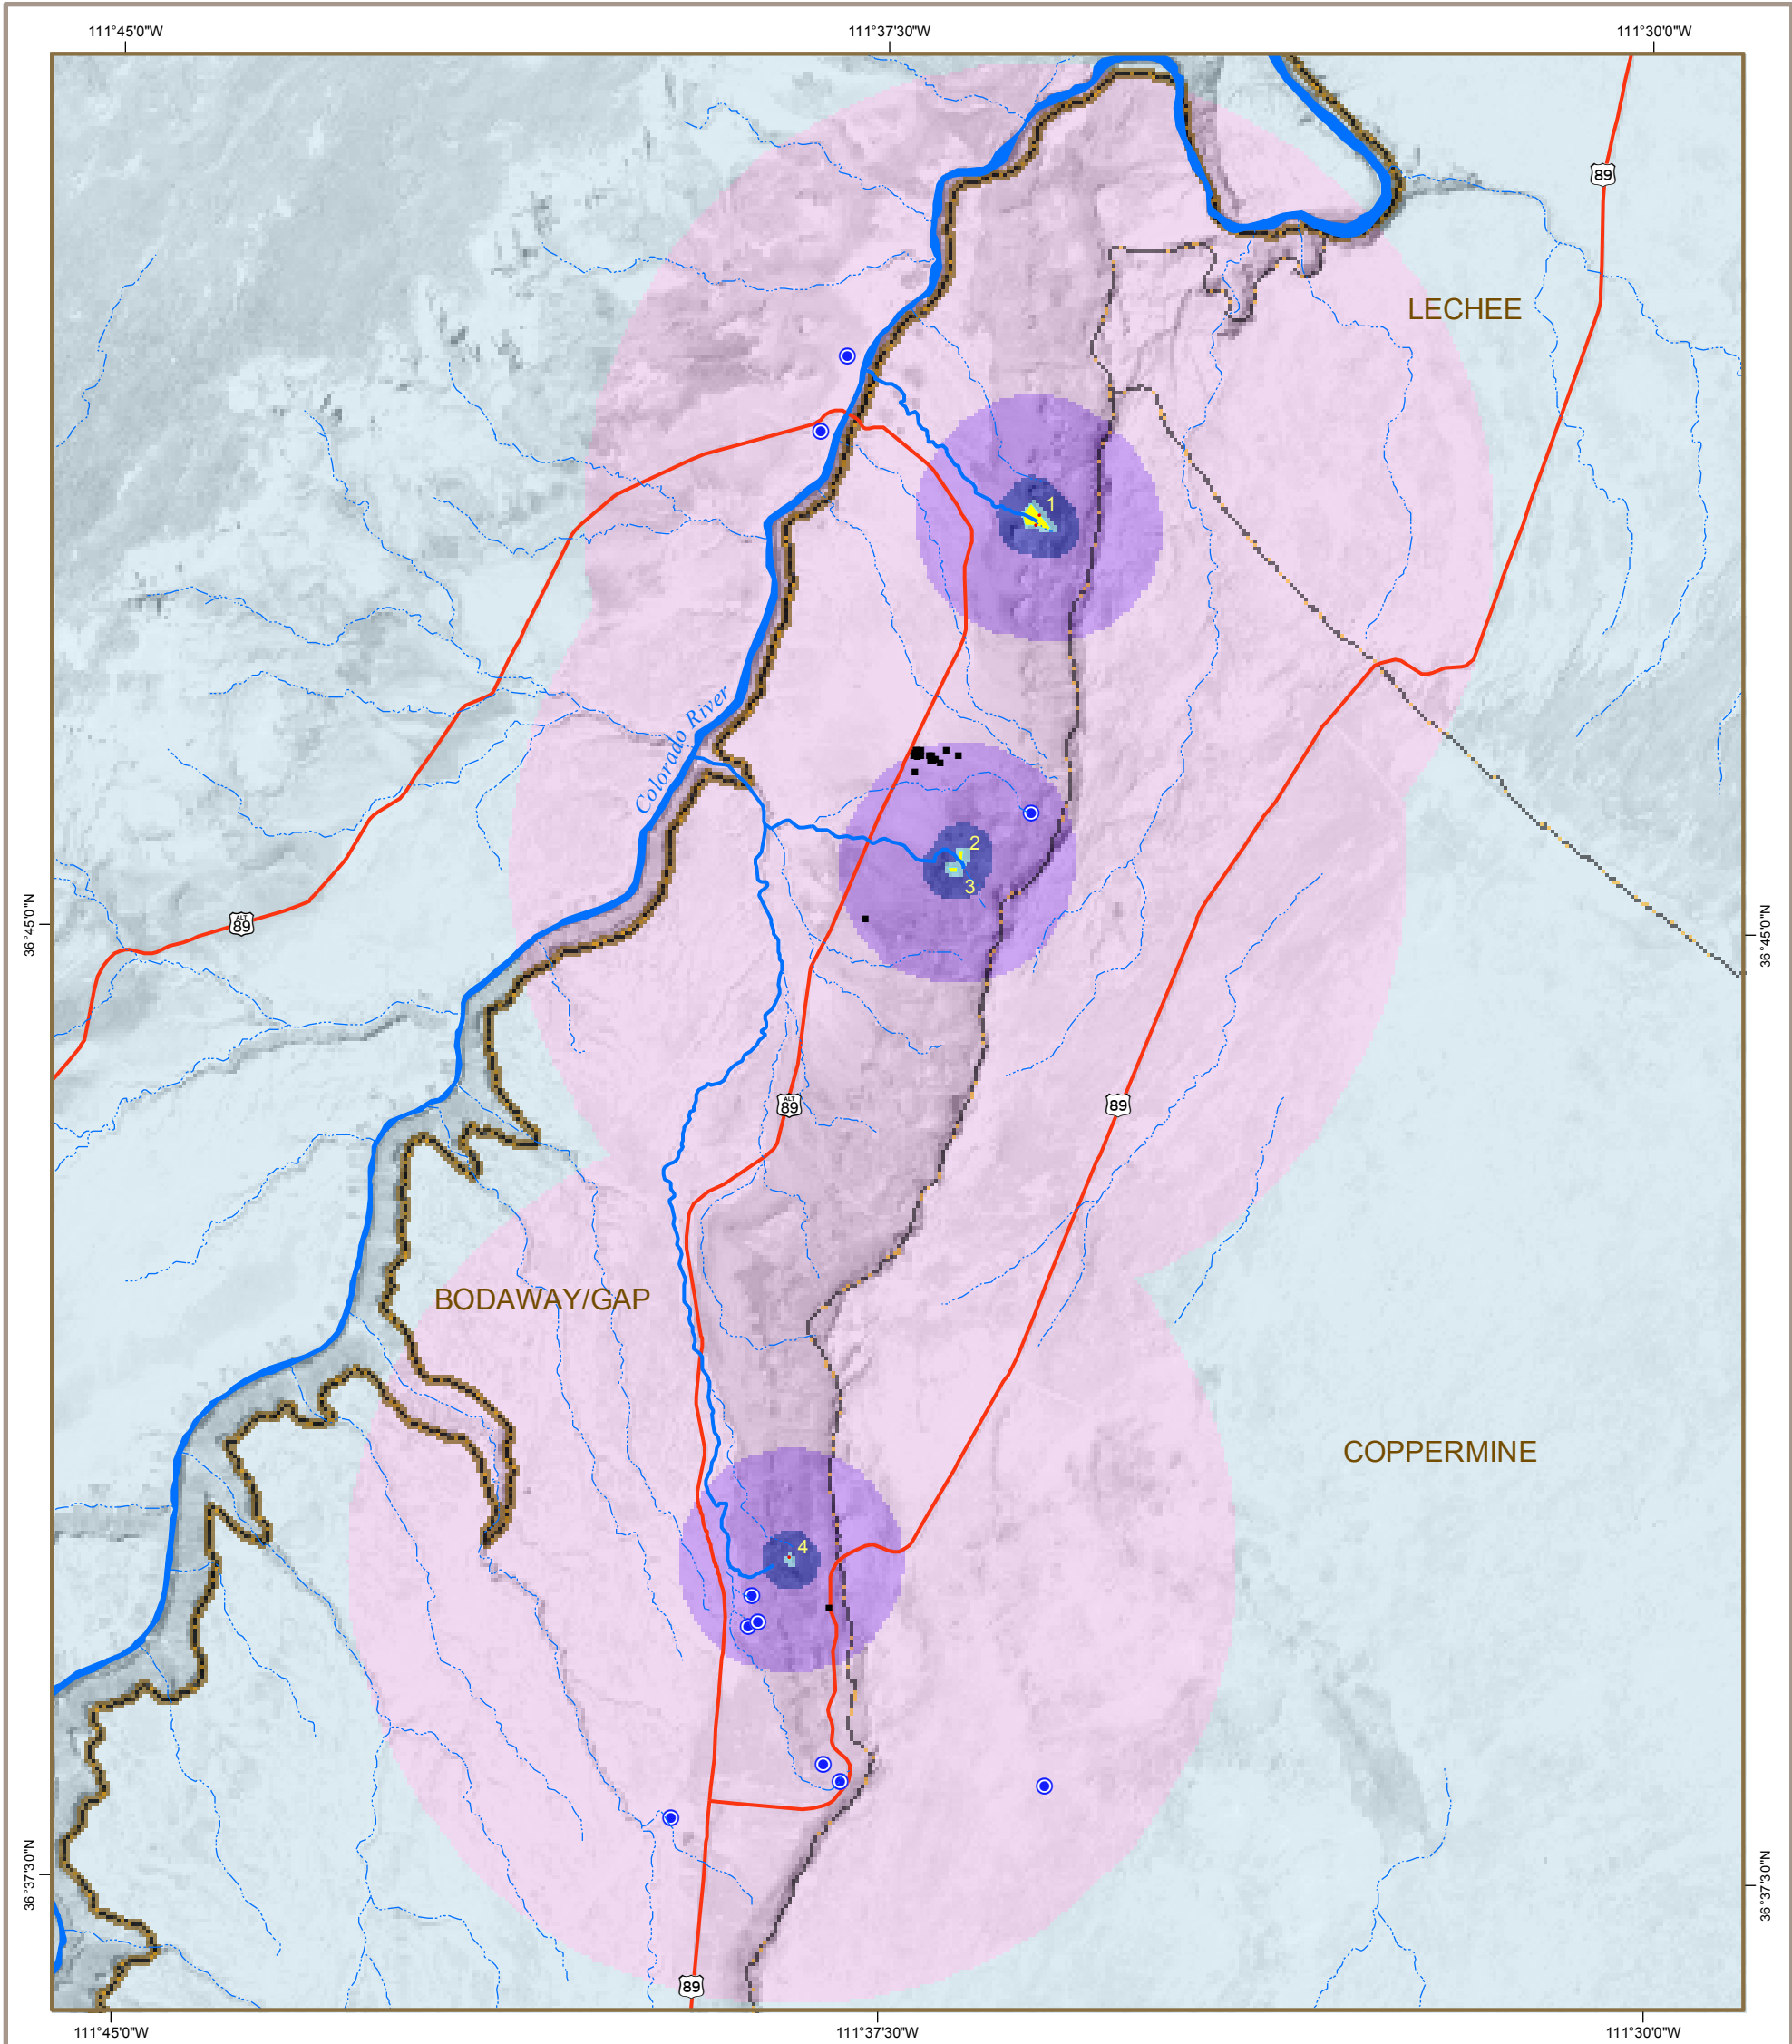 111°45'0"W
111°37'30"W
111°30'0"W
89
LECHEE
1
Colorado River
2
3
36°45'0"N
ALT
89
36°45'0"N
ALT
89
89
BODAWAY/GAP
COPPERMINE
4
36°37'30"N
36°37'30"N
89
111°45'0"W
111°37'30"W
111°30'0"W